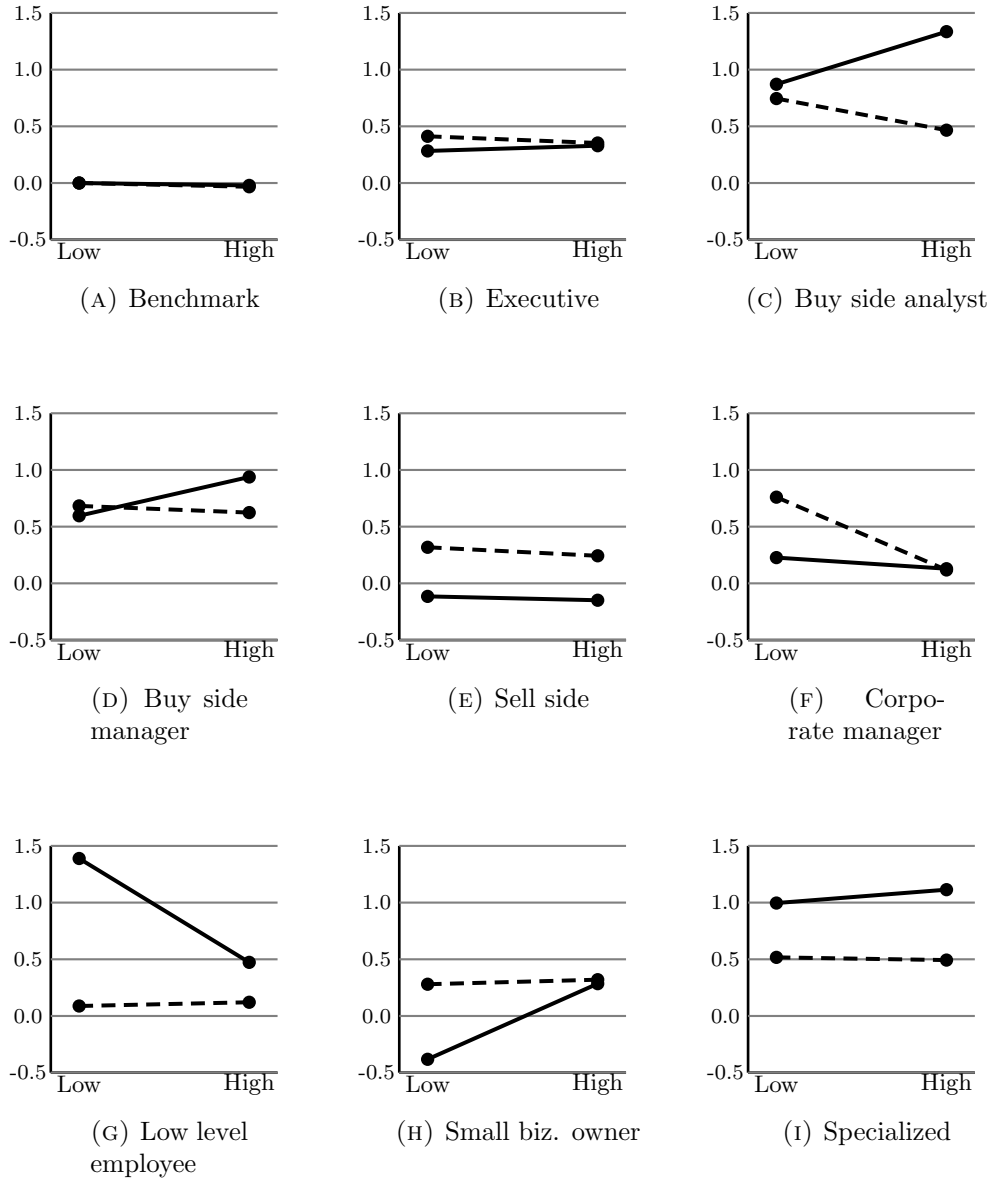 1.5
1.0
0.5
0.0
-0.5
Low High
(A) Benchmark
1.5
1.0
0.5
0.0
-0.5
Low High
(B) Executive
1.5
1.0
0.5
0.0
-0.5
Low High
(C) Buy side analyst
1.5
1.0
0.5
0.0
-0.5
Low High
(D) Buy side
manager
1.5
1.0
0.5
0.0
-0.5
Low High
(E) Sell side
1.5
1.0
0.5
0.0
-0.5
Low High
(F) Corpo-
rate manager
1.5
1.0
0.5
0.0
-0.5
Low High
(G) Low level
employee
1.5
1.0
0.5
0.0
-0.5
Low High
(H) Small biz. owner
1.5
1.0
0.5
0.0
-0.5
Low High
(I) Specialized